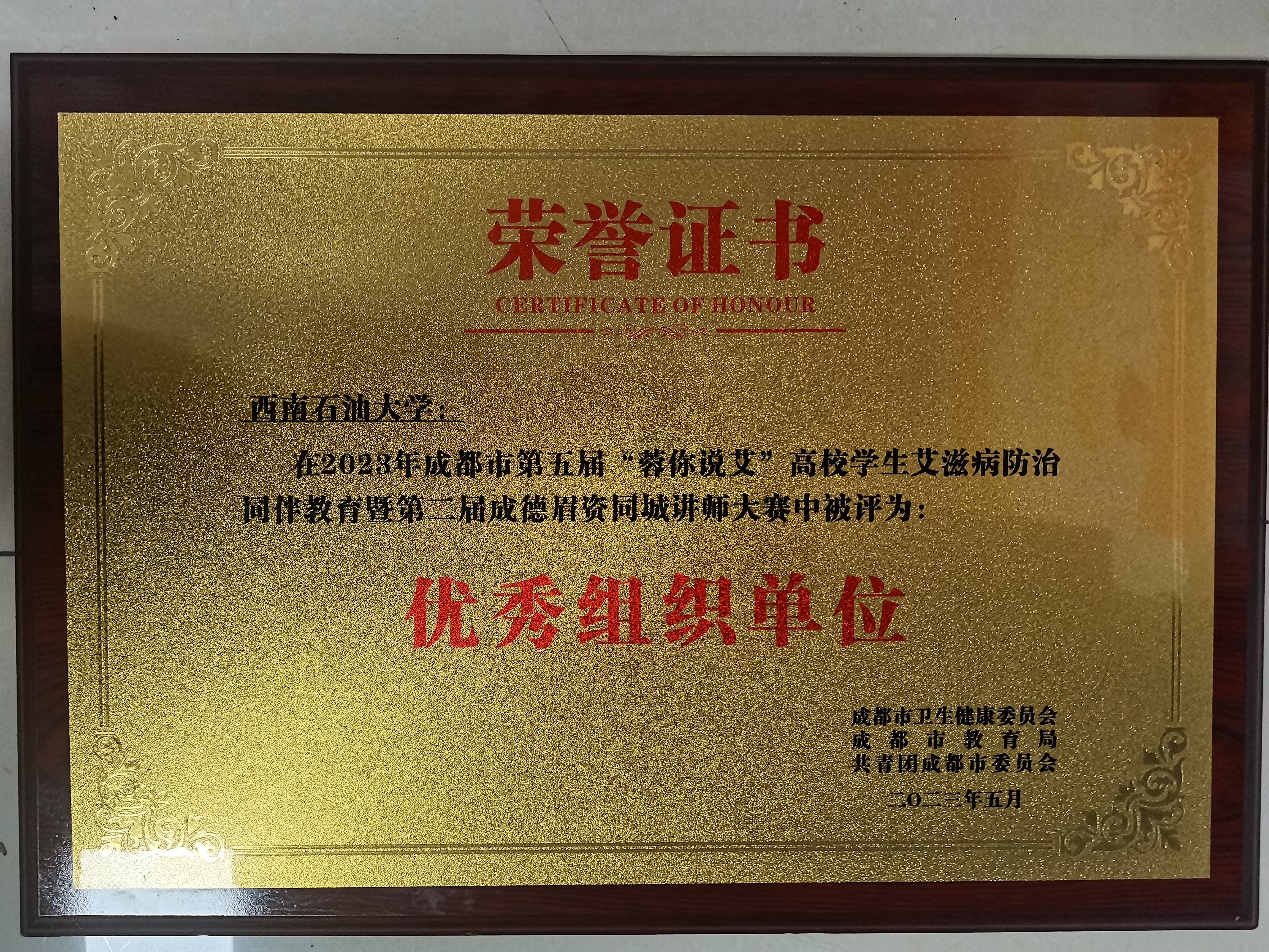 荣誉证书
CERTIFICATE OF HONOUR
西南石油大学：
在2023年成都市第五届“蓉你说艾”高校学生艾滋病防治
同伴教育暨第二届成德眉资同城讲师大赛中被评为：
优秀组织单位
成都市卫生健康委员会
成都市教育局
共青团成都市委员会
二〇二三年五月